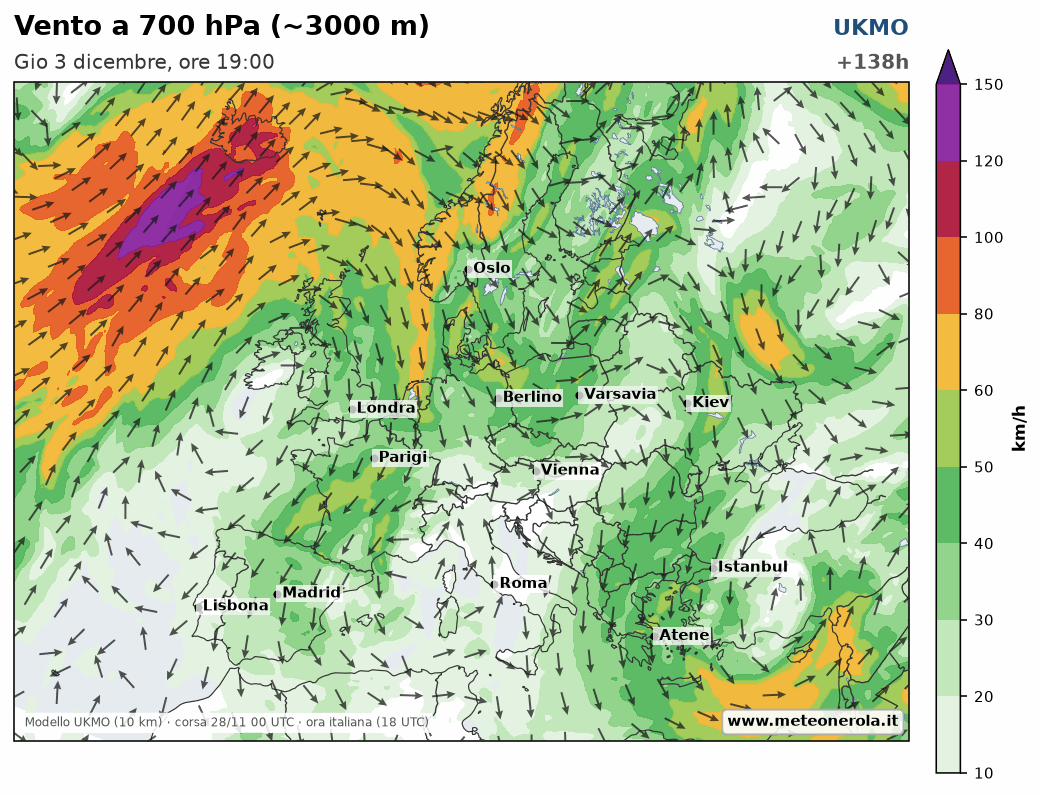 Vento a 700 hPa (~3000 m)
UKMO
Gio 3 dicembre, ore 19:00
+138h
150
120
100
80
60
50
40
30
20
10
km/h
Oslo
Londra
Berlino
Varsavia
Kiev
Parigi
Vienna
Istanbul
Madrid
Roma
Lisbona
Atene
Modello UKMO (10 km) · corsa 28/11 00 UTC · ora italiana (18 UTC)
www.meteonerola.it